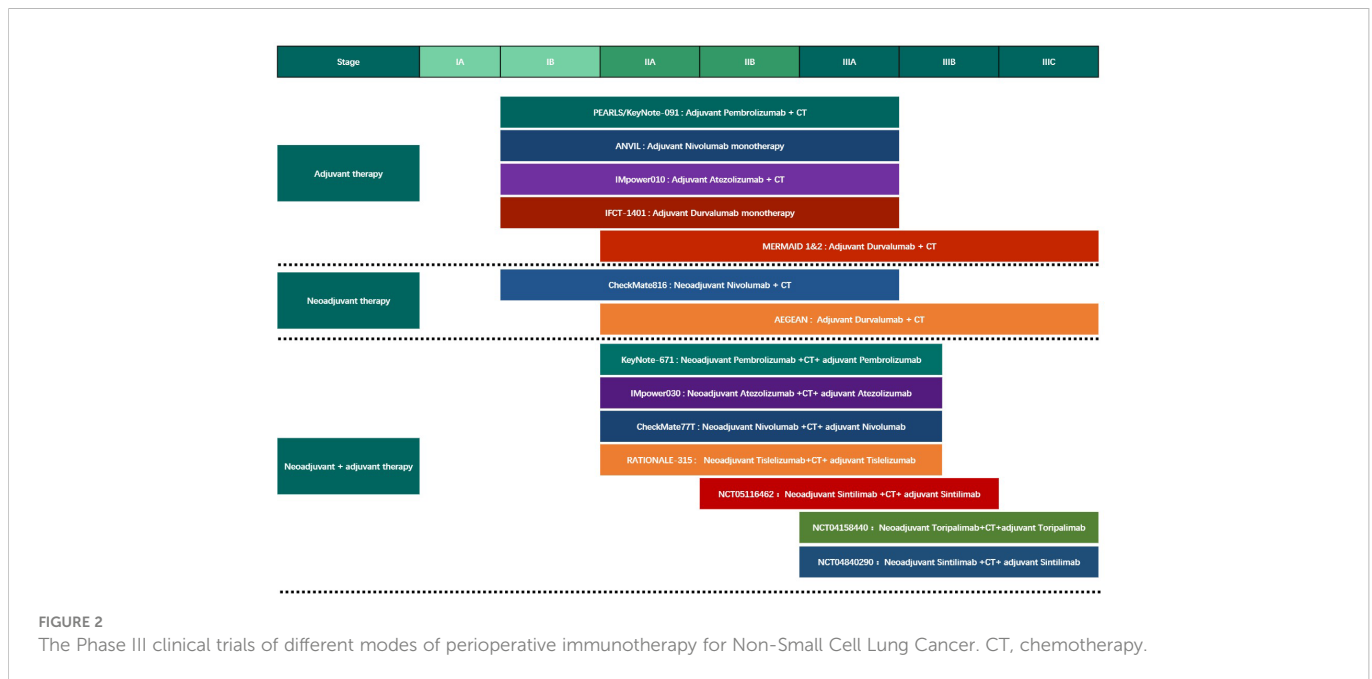 Stage IA IB IIA IIB IIIA IIIB IIIC
PEARLS/KeyNote-091 : Adjuvant Pembrolizumab + CT
ANVIL: Adjuvant Nivolumab monotherapy
Adjuvant therapy
IMpower010 : Adjuvant Atezolizumab + CT
IFCT-1401 : Adjuvant Durvalumab monotherapy
MERMAID 1&2 : Adjuvant Durvalumab + CT
CheckMate816 : Neoadjuvant Nivolumab + CT
Neoadjuvant therapy
AEGEAN : Adjuvant Durvalumab + CT
KeyNote-671 : Neoadjuvant Pembrolizumab +CT+ adjuvant Pembrolizumab
IMpower030 : Neoadjuvant Atezolizumab +CT+ adjuvant Atezolizumab
CheckMate77T : Neoadjuvant Nivolumab +CT+ adjuvant Nivolumab
RATIONALE-315 : Neoadjuvant Tislelizumab+CT+ adjuvant Tislelizumab
Neoadjuvant + adjuvant therapy
NCT05116462 : Neoadjuvant Sintilimab +CT+ adjuvant Sintilimab
NCT04158440 : Neoadjuvant Toripalimab+CT+adjuvant Toripalimab
NCT04840290 : Neoadjuvant Sintilimab +CT+ adjuvant Sintilimab
FIGURE 2
The Phase III clinical trials of different modes of perioperative immunotherapy for Non-Small Cell Lung Cancer. CT, chemotherapy.